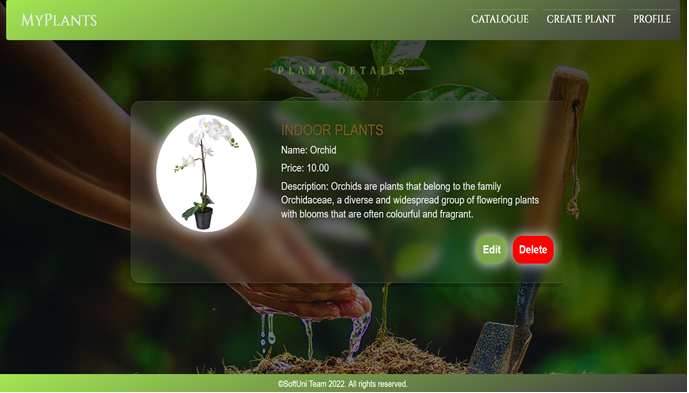 MyPlants
CATALOGUE
CREATE PLANT
PROFILE
PLANT DETAILS
INDOOR PLANTS
Name: Orchid
Price: 10.00
Description: Orchids are plants that belong to the family
Orchidaceae, a diverse and widespread group of flowering plants
with blooms that are often colourful and fragrant.
Edit
Delete
©SoftUni Team 2022. All rights reserved.